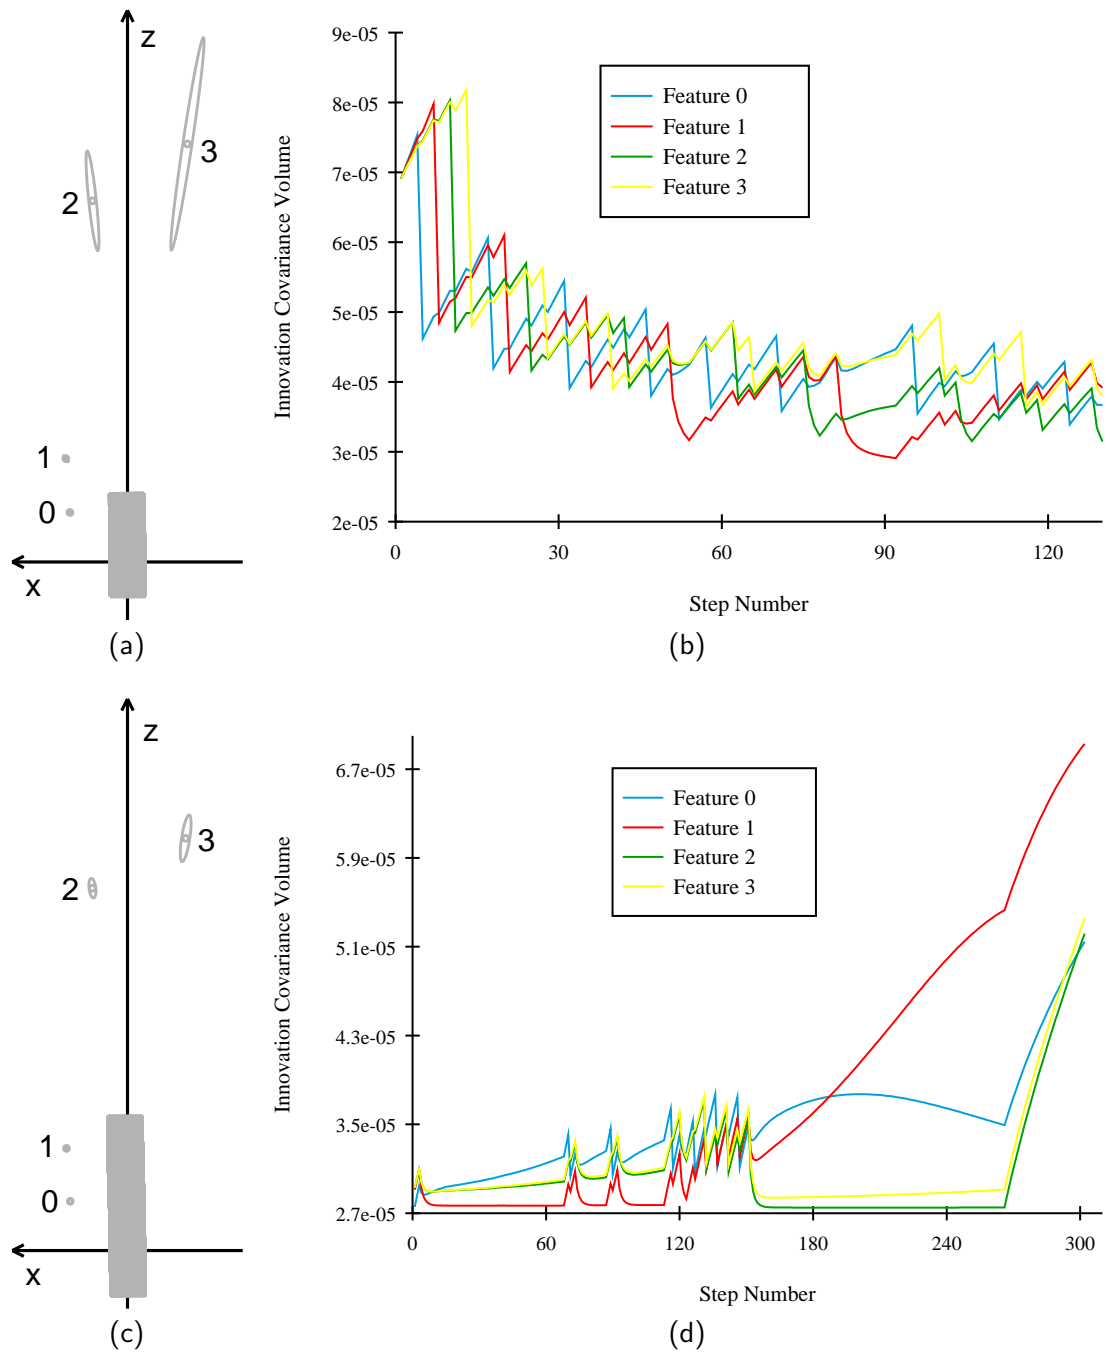 z
3
2
1
0
x
(a)
9e-05
8e-05
7e-05
6e-05
5e-05
4e-05
3e-05
2e-05
Innovation Covariance Volume
Feature 0
Feature 1
Feature 2
Feature 3
0 30 60 90 120
Step Number
(b)
z
3
2
1
0
x
(c)
6.7e-05
5.9e-05
5.1e-05
4.3e-05
3.5e-05
2.7e-05
Innovation Covariance Volume
Feature 0
Feature 1
Feature 2
Feature 3
0 60 120 180 240 300
Step Number
(d)